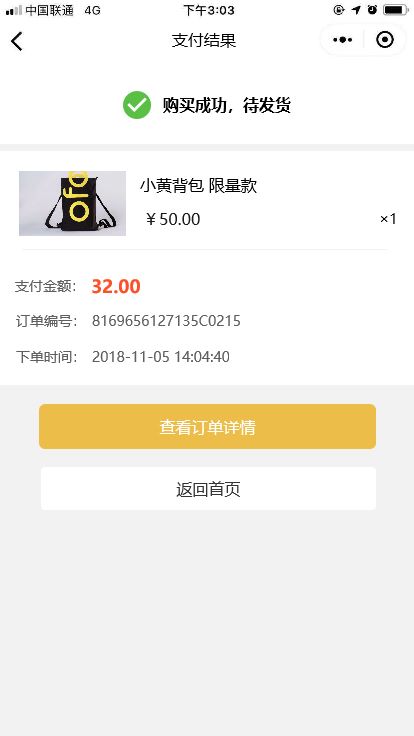 中国联通 4G 下午3:03
支付结果
购买成功，待发货
ofo
小黄背包 限量款
￥50.00 ×1
支付金额： 32.00
订单编号： 8169656127135C0215
下单时间： 2018-11-05 14:04:40
查看订单详情
返回首页